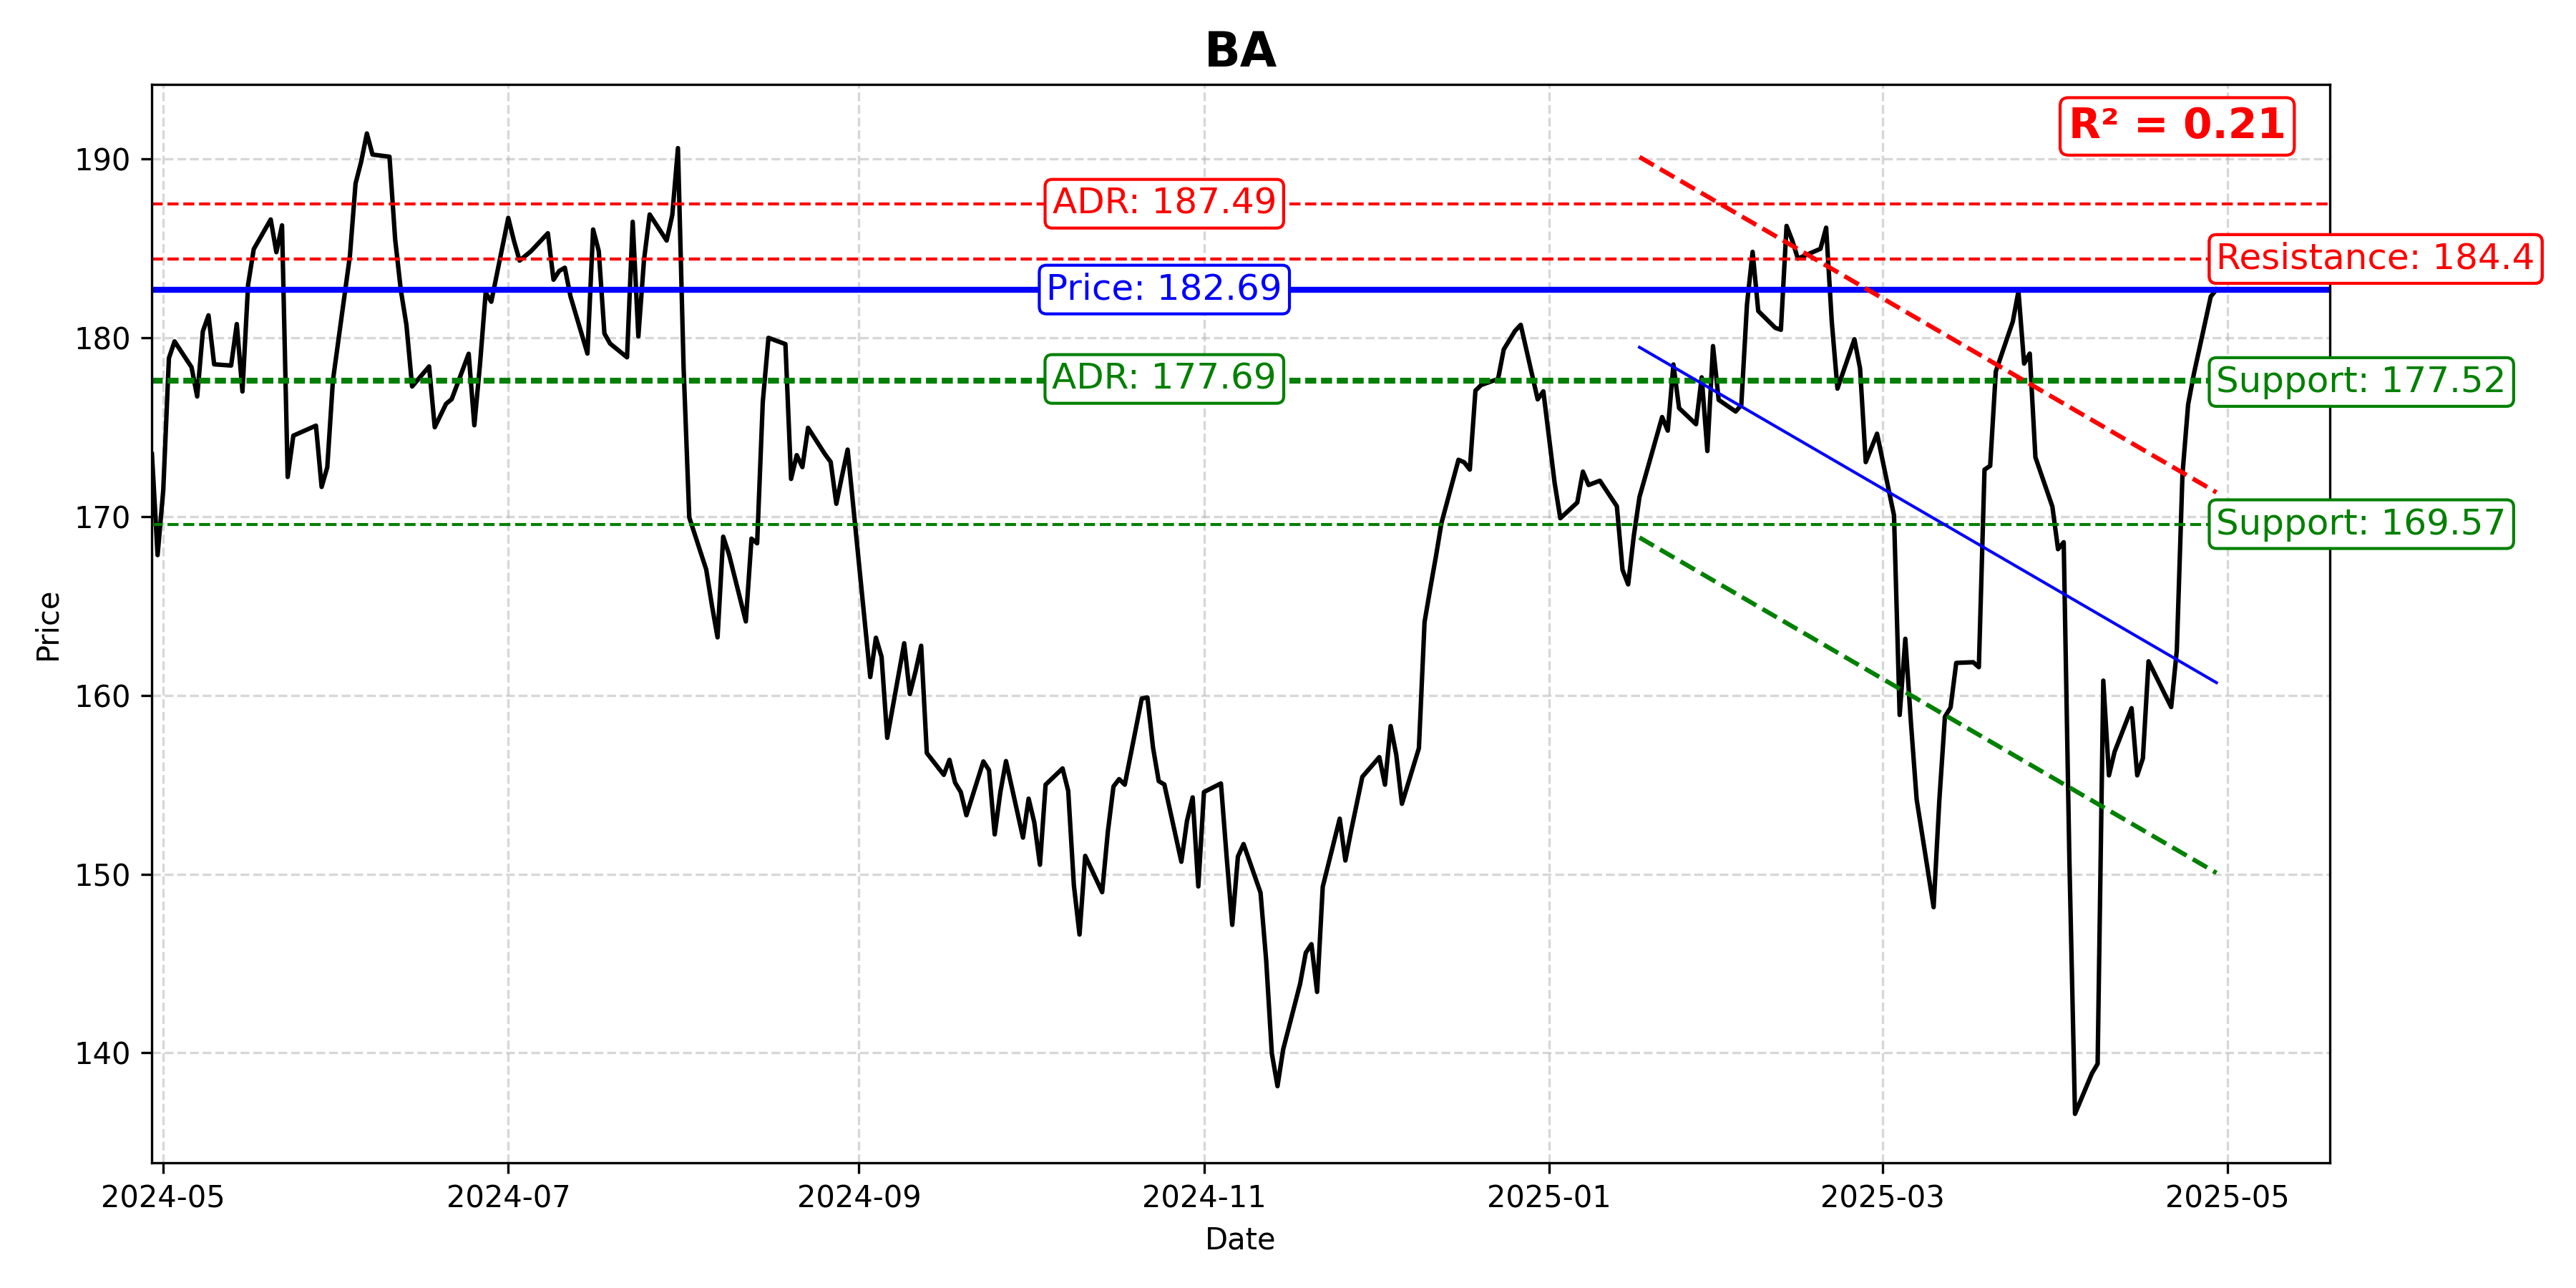 BA
R² = 0.21
190
180
170
160
150
140
ADR: 187.49
Resistance: 184.4
Price: 182.69
ADR: 177.69
Support: 177.52
Support: 169.57
Price
2024-05
2024-07
2024-09
2024-11
2025-01
2025-03
2025-05
Date